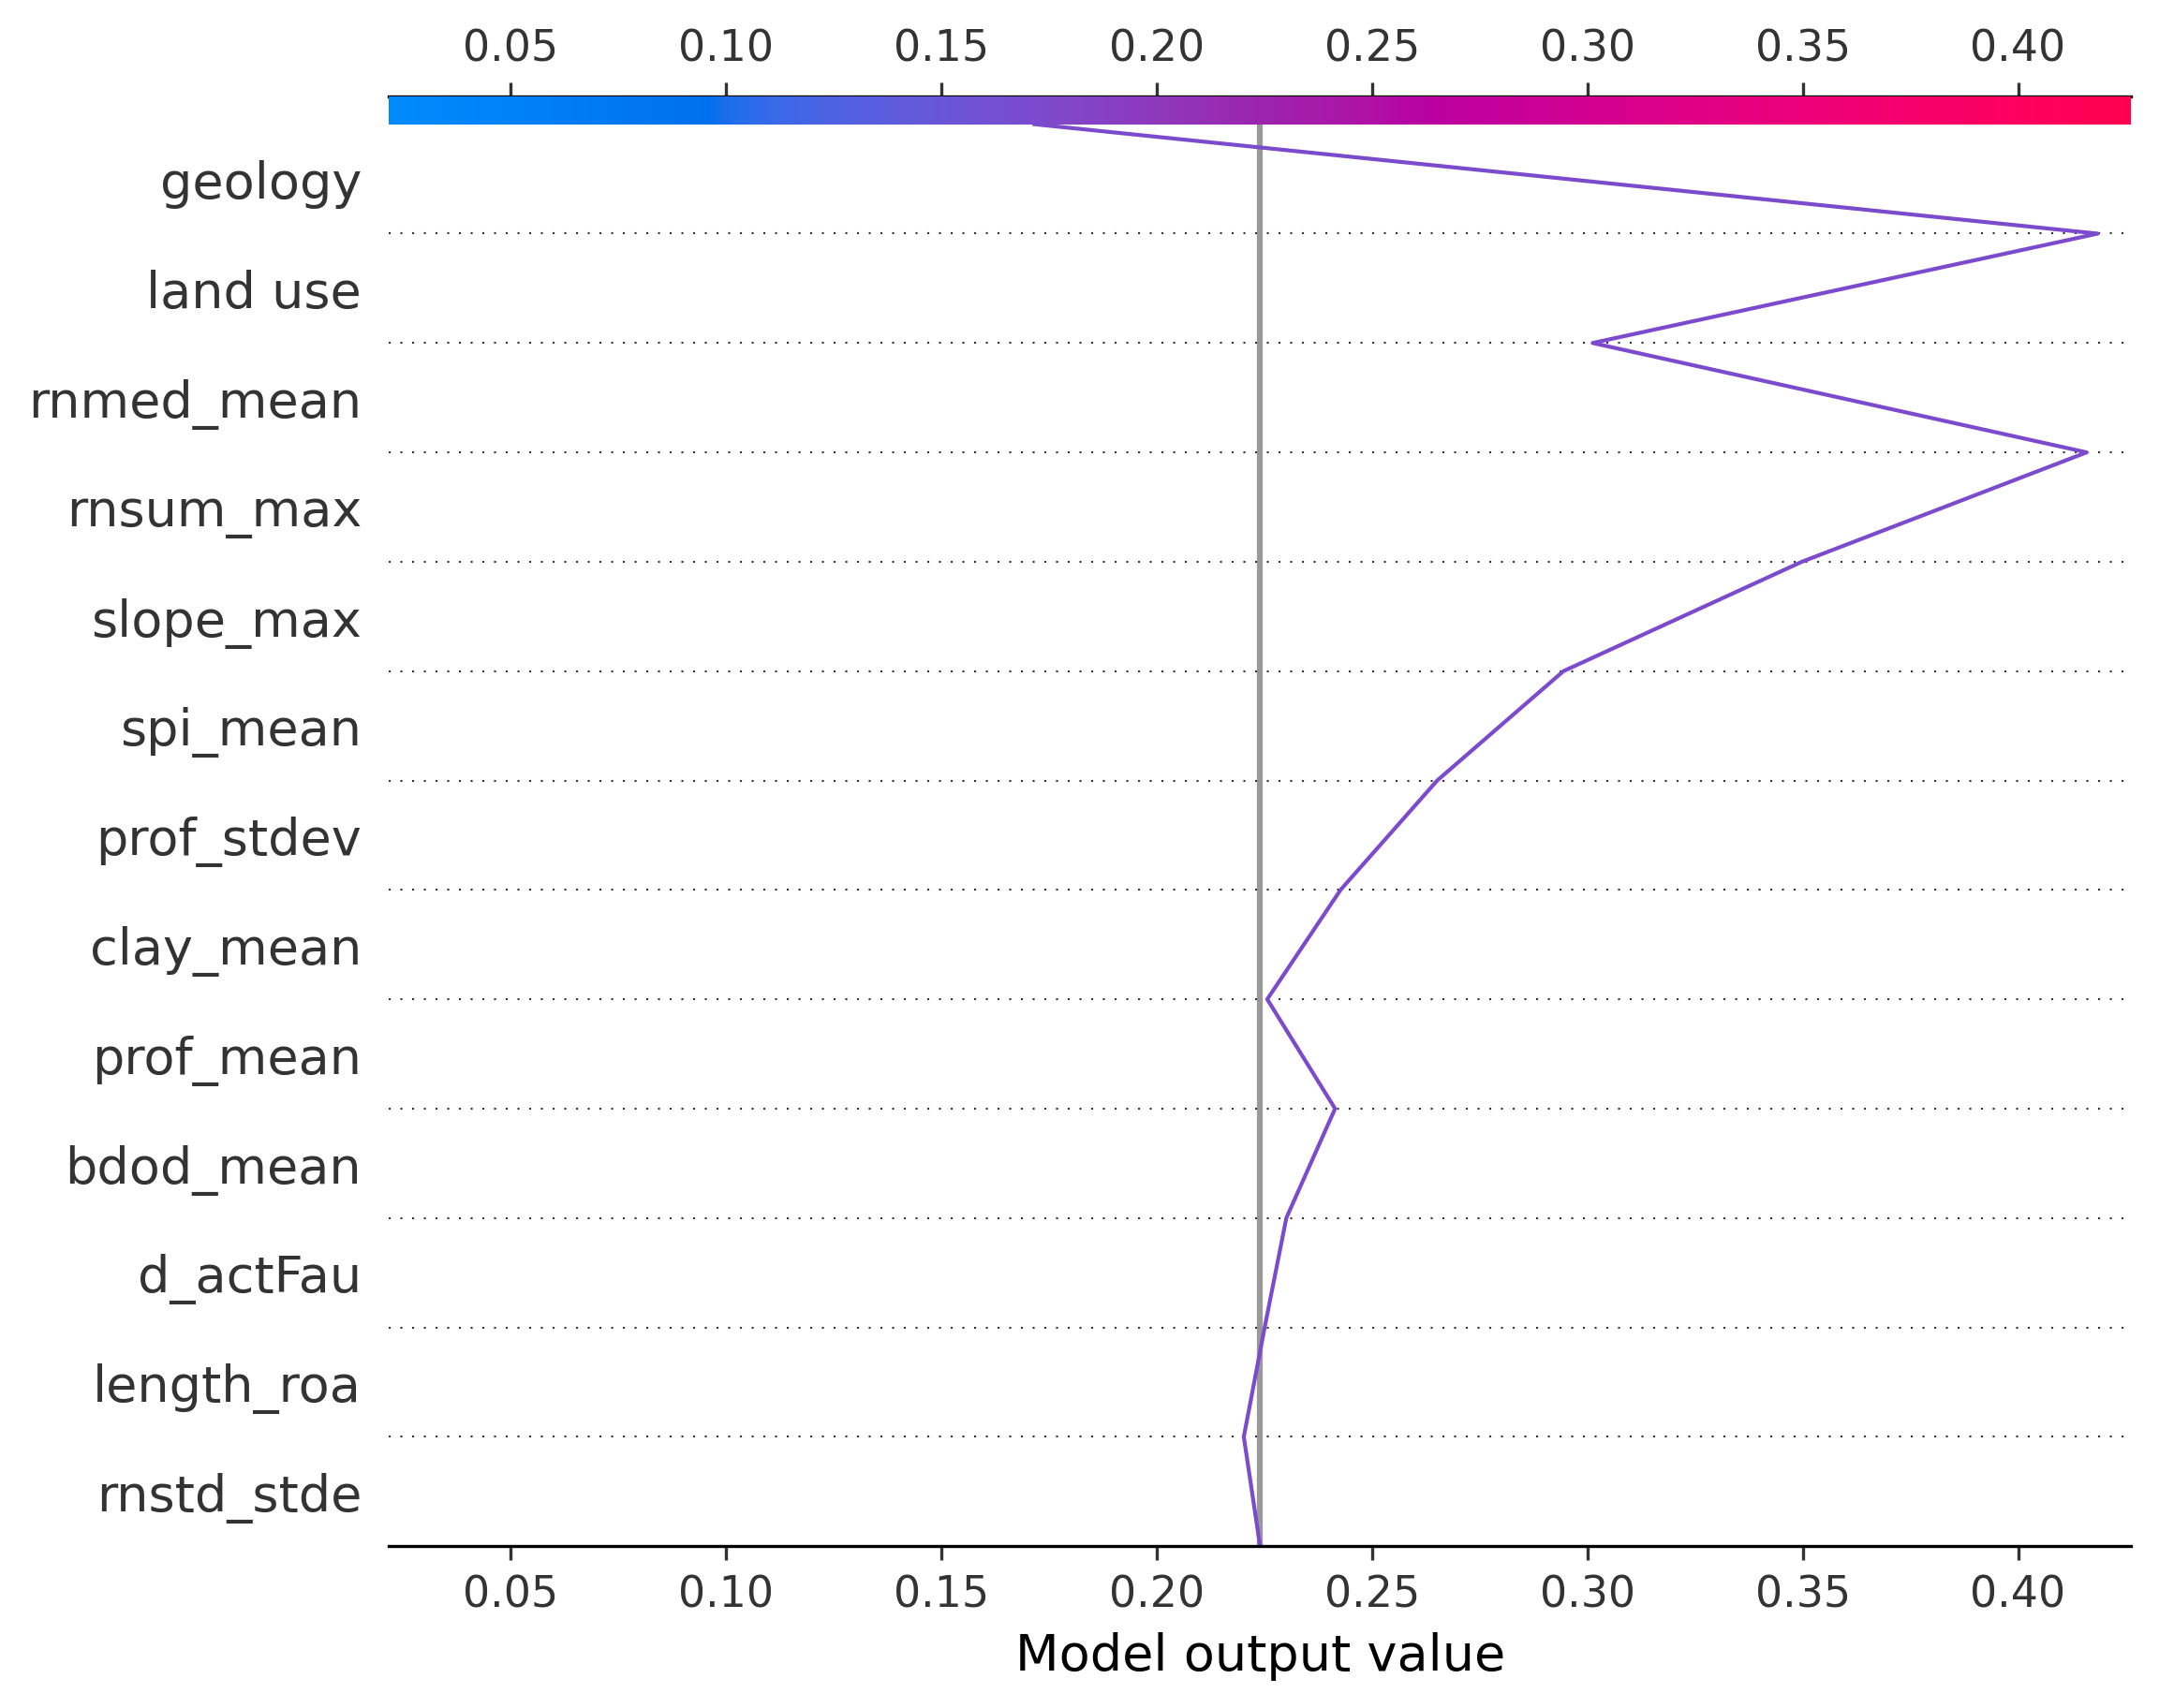 0.05 0.10 0.15 0.20 0.25 0.30 0.35 0.40
geology
land use
rnmed_mean
rnsum_max
slope_max
spi_mean
prof_stdev
clay_mean
prof_mean
bdod_mean
d_actFau
length_roa
rnstd_stde
0.05 0.10 0.15 0.20 0.25 0.30 0.35 0.40
Model output value